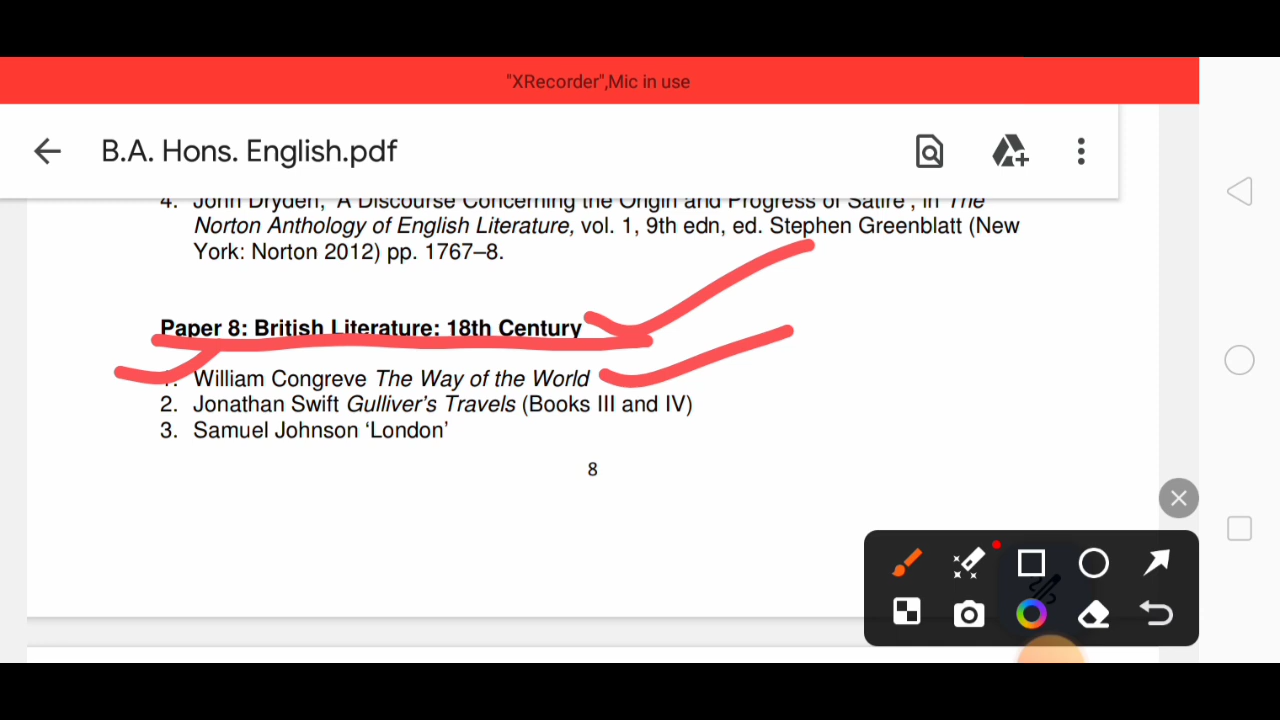 "XRecorder",Mic in use
B.A. Hons. English.pdf
4. John Dryden, 'A Discourse Concerning the Origin and Progress of Satire', in The
Norton Anthology of English Literature, vol. 1, 9th edn, ed. Stephen Greenblatt (New
York: Norton 2012) pp. 1767–8.
Paper 8: British Literature: 18th Century
1. William Congreve The Way of the World
2. Jonathan Swift Gulliver's Travels (Books III and IV)
3. Samuel Johnson ‘London’
8